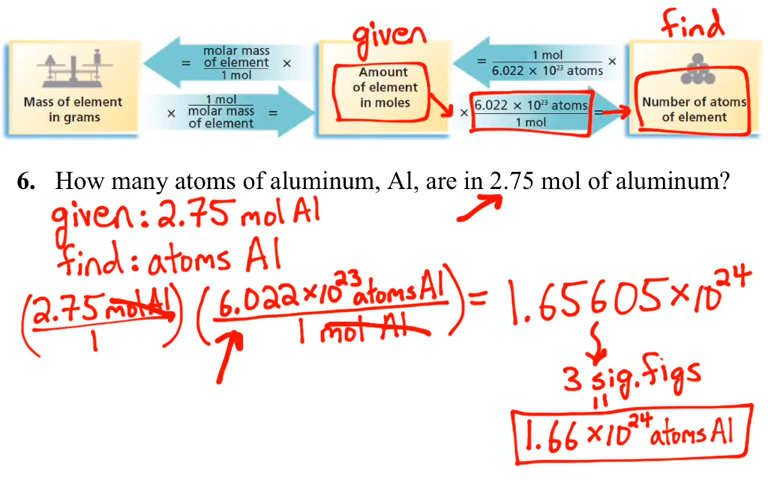 given
find
molar mass
= of element ×
1 mol
= 1 mol ×
6.022 × 10²³ atoms
Mass of element
in grams
Amount
of element
in moles
Number of atoms
of element
× 1 mol =
molar mass
of element
× 6.022 × 10²³ atoms =
1 mol
6. How many atoms of aluminum, Al, are in 2.75 mol of aluminum?
given: 2.75 mol Al
find: atoms Al
(2.75 mol Al) (6.022×10²³ atoms Al) = 1.65605×10²⁴
1 1 mol Al
3 sig. figs
=
1.66×10²⁴ atoms Al